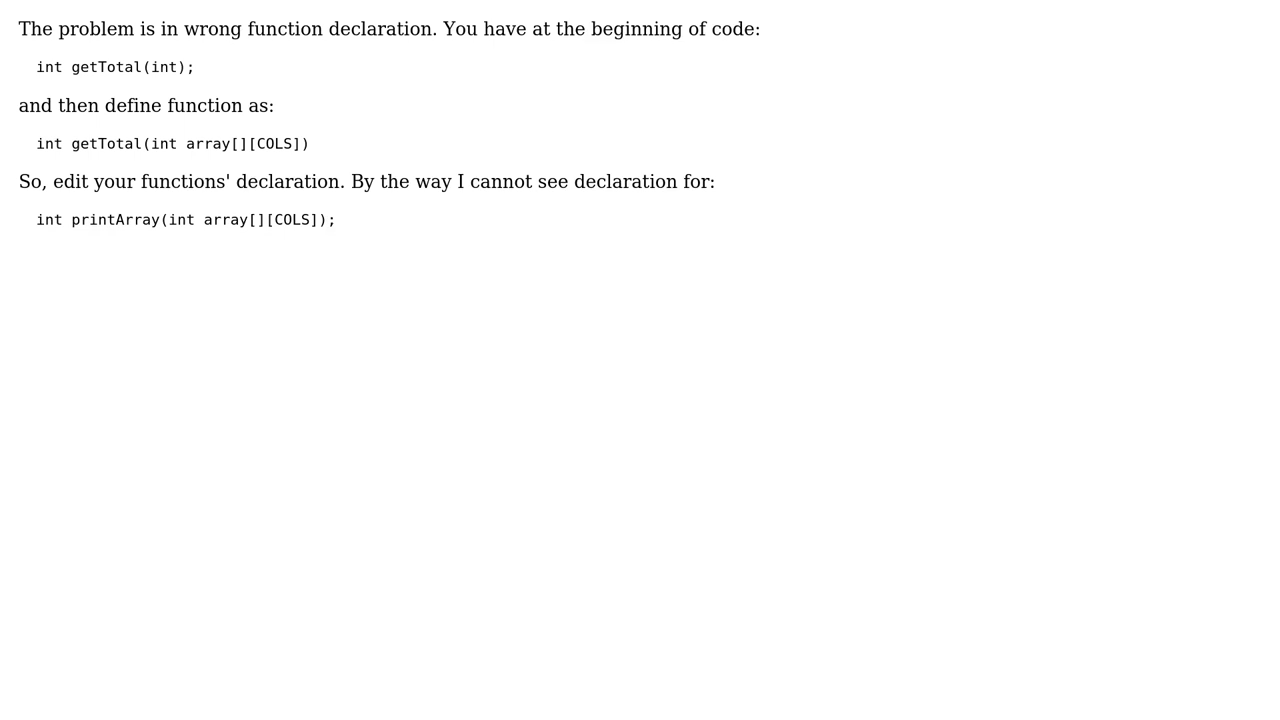 The problem is in wrong function declaration. You have at the beginning of code:
int getTotal(int);
and then define function as:
int getTotal(int array[][COLS])
So, edit your functions' declaration. By the way I cannot see declaration for:
int printArray(int array[][COLS]);